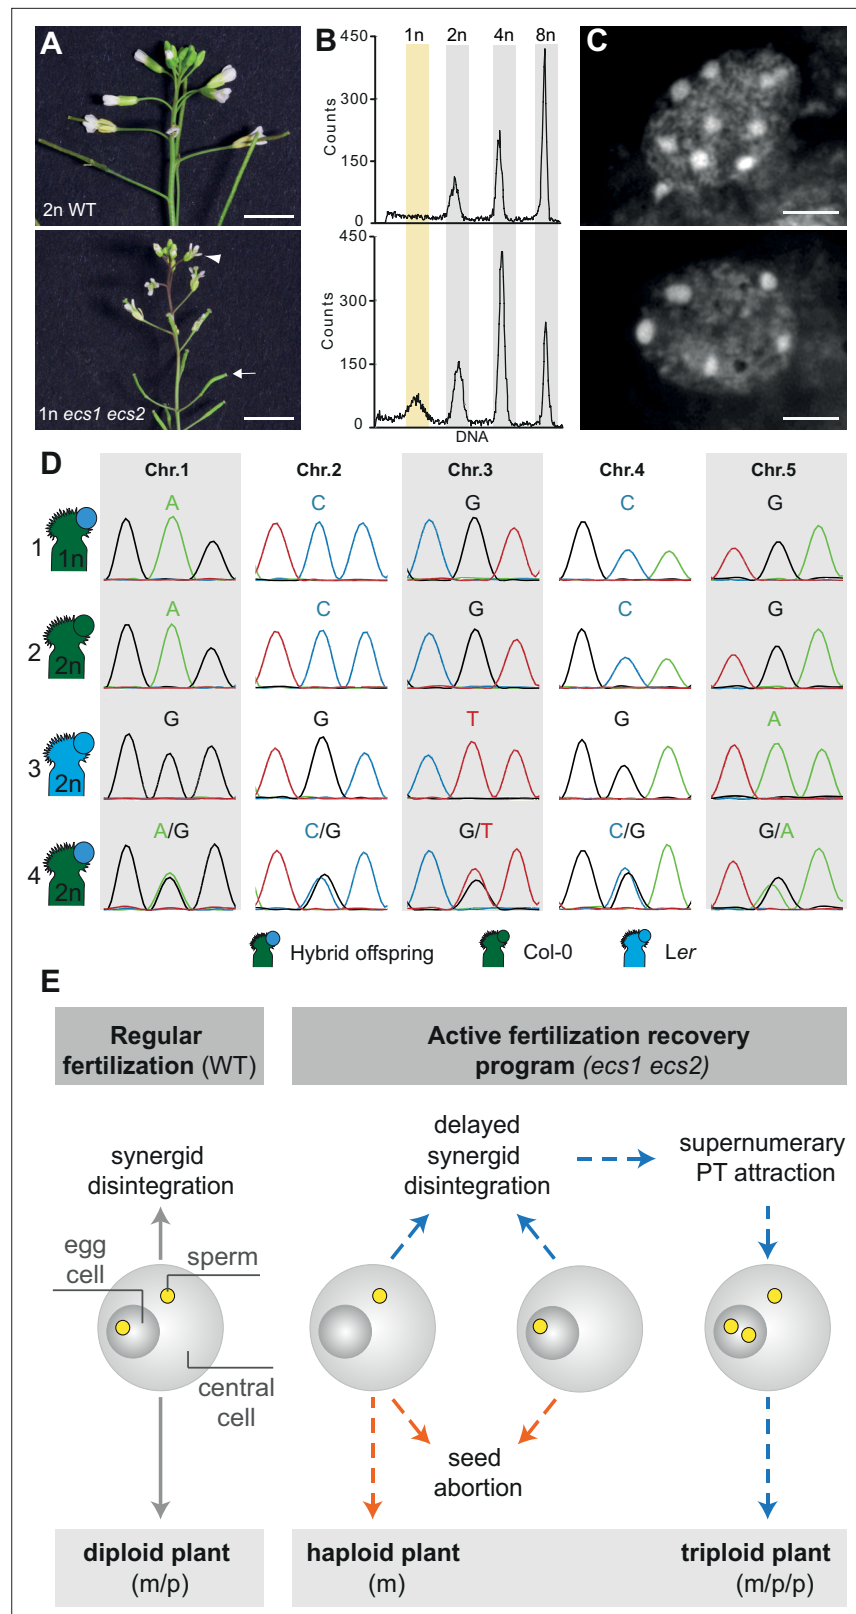 A
2n WT
1n ecs1 ecs2
B
1n 2n 4n 8n
450
300
150
0
Counts
450
300
150
0
Counts
DNA
C
D
Chr.1 Chr.2 Chr.3 Chr.4 Chr.5
A C G C G
1 1n
A C G C G
2 2n
G G T G A
3 2n
A/G C/G G/T C/G G/A
4 2n
Hybrid offspring Col-0 Ler
E
Regular
fertilization (WT)
Active fertilization recovery
program (ecs1 ecs2)
synergid
disintegration
delayed
synergid
disintegration
supernumerary
PT attraction
egg
cell
sperm
central
cell
seed
abortion
diploid plant
(m/p)
haploid plant
(m)
triploid plant
(m/p/p)